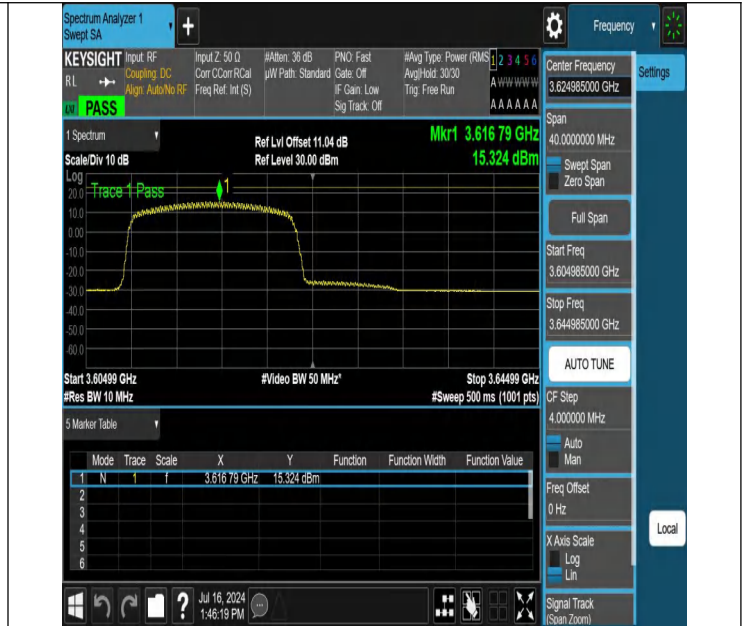 Spectrum Analyzer 1
Swept SA
+
Frequency
KEYSIGHT
RL
PASS
Input: RF
Coupling: DC
Align: Auto/No RF
Input Z: 50 Ω
Corr CCorr RCal
Freq Ref: Int (S)
#Atten: 36 dB
µW Path: Standard
PNO: Fast
Gate: Off
IF Gain: Low
Sig Track: Off
#Avg Type: Power (RMS
Avg|Hold: 30/30
Trig: Free Run
1 2 3 4 5 6
A W W W W W
A A A A A A
1 Spectrum
Scale/Div 10 dB
Ref Lvl Offset 11.04 dB
Ref Level 30.00 dBm
Mkr1 3.616 79 GHz
15.324 dBm
Log
Trace 1 Pass
1
20.0
10.0
0.00
-10.0
-20.0
-30.0
-40.0
-50.0
-60.0
Start 3.60499 GHz
#Res BW 10 MHz
#Video BW 50 MHz*
Stop 3.64499 GHz
#Sweep 500 ms (1001 pts)
5 Marker Table
Mode Trace Scale X Y Function Function Width Function Value
1 N 1 f 3.616 79 GHz 15.324 dBm
2
3
4
5
6
Jul 16, 2024
1:46:19 PM
Center Frequency
3.624985000 GHz
Settings
Span
40.0000000 MHz
Swept Span
Zero Span
Full Span
Start Freq
3.604985000 GHz
Stop Freq
3.644985000 GHz
AUTO TUNE
CF Step
4.000000 MHz
Auto
Man
Freq Offset
0 Hz
Local
X Axis Scale
Log
Lin
Signal Track
(Span Zoom)